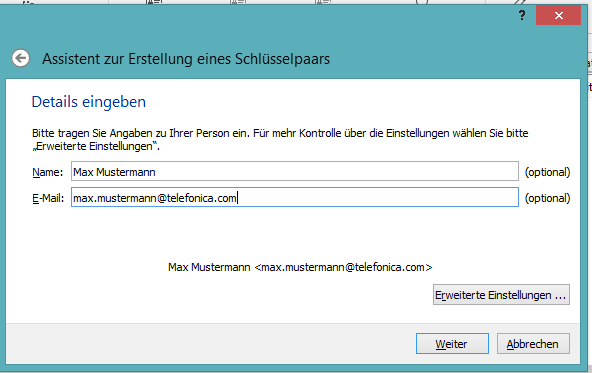 ?
Assistent zur Erstellung eines Schlüsselpaars
Details eingeben
Bitte tragen Sie Angaben zu Ihrer Person ein. Für mehr Kontrolle über die Einstellungen wählen Sie bitte
„Erweiterte Einstellungen“.
Name: Max Mustermann (optional)
E-Mail: max.mustermann@telefonica.com (optional)
Max Mustermann <max.mustermann@telefonica.com>
Erweiterte Einstellungen ...
Weiter Abbrechen